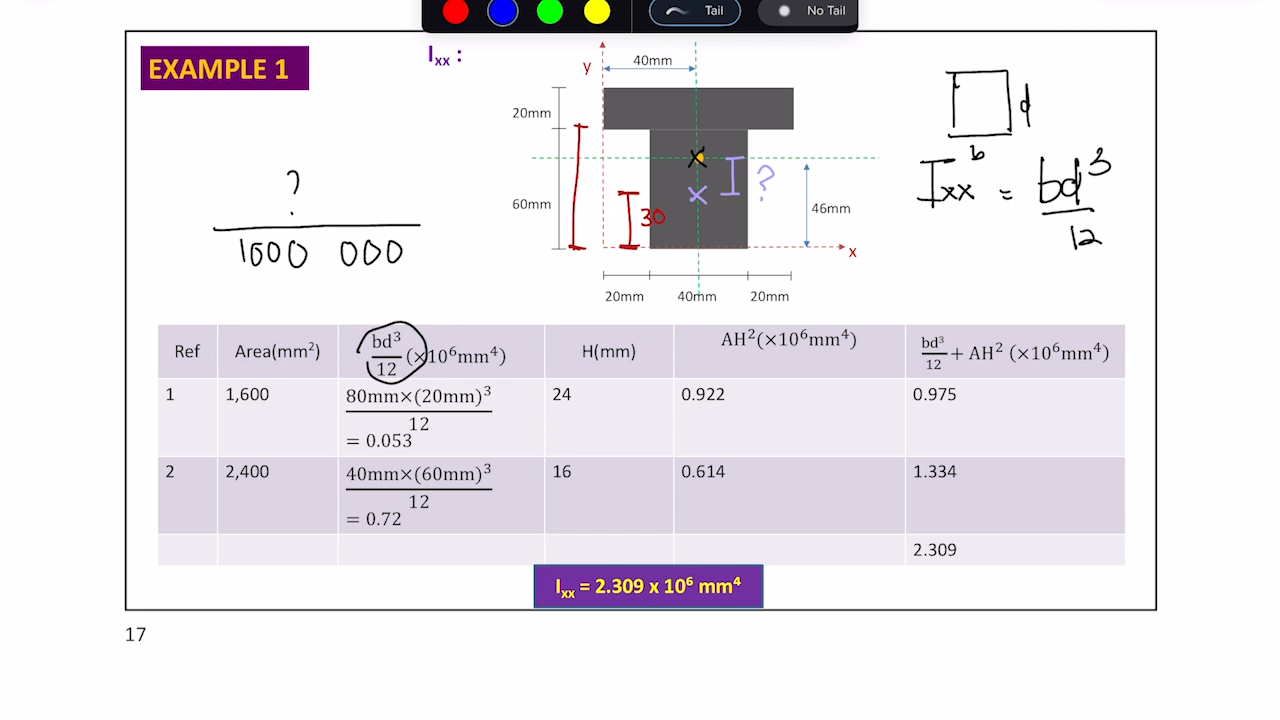 Tail
No Tail
EXAMPLE 1
Ixx :
y
40mm
20mm
60mm
30
?
46mm
x
20mm
40mm
20mm
d
b
Ixx = bd³/12
?
1000 000
Ref
Area(mm²)
bd³/12 (×10⁶mm⁴)
H(mm)
AH²(×10⁶mm⁴)
bd³/12 + AH² (×10⁶mm⁴)
1
1,600
80mm×(20mm)³
12
= 0.053
24
0.922
0.975
2
2,400
40mm×(60mm)³
12
= 0.72
16
0.614
1.334
2.309
Ixx = 2.309 x 10⁶ mm⁴
17